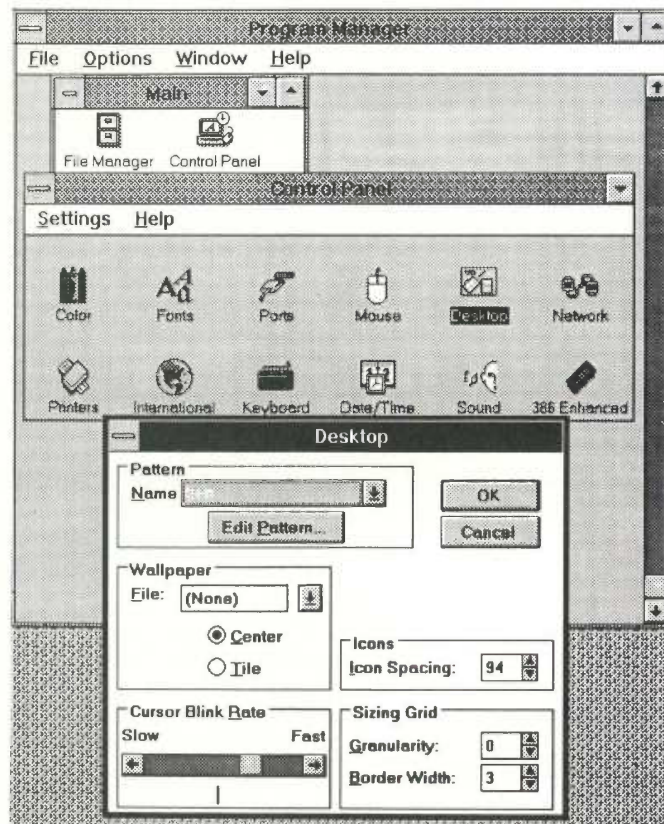 Program Manager
File Options Window Help
Main
File Manager Control Panel
Control Panel
Settings Help
Color Fonts Ports Mouse Desktop Network
Printers International Keyboard Date/Time Sound 386 Enhanced
Desktop
Pattern
Name
Edit Pattern...
OK
Cancel
Wallpaper
File: (None)
Center
Tile
Icons
Icon Spacing: 94
Cursor Blink Rate
Slow Fast
Sizing Grid
Granularity: 0
Border Width: 3